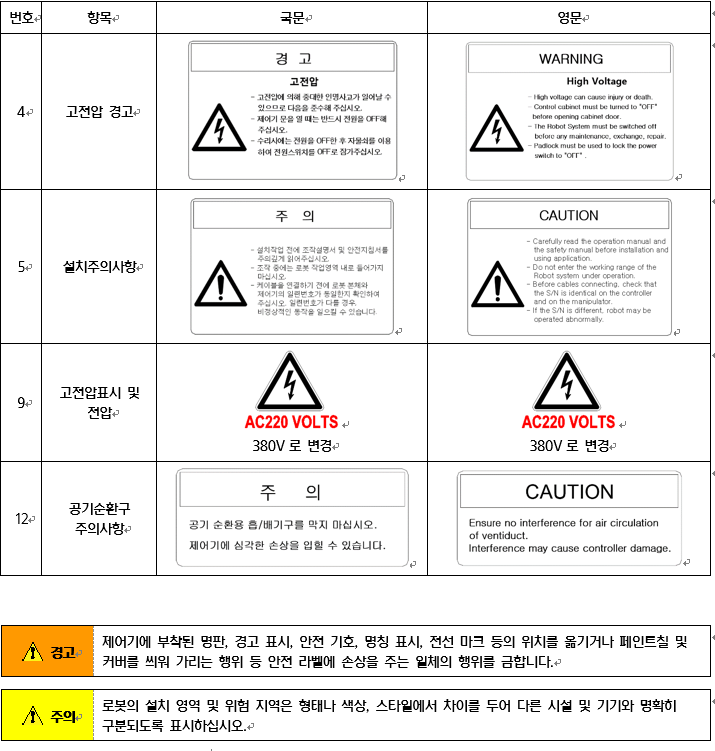 번호 항목 국문 영문
4 고전압 경고
경 고
고전압
- 고전압에 의해 중대한 인명사고가 일어날 수
있으므로 다음을 준수해 주십시오.
- 제어기 문을 열 때는 반드시 전원을 OFF해
주십시오.
- 수리시에는 전원을 OFF한 후 자물쇠를 이용
하여 전원스위치를 OFF로 잠가주십시오.
WARNING
High Voltage
- High voltage can cause injury or death.
- Control cabinet must be turned to "OFF"
before opening cabinet door.
- The Robot System must be switched off
before any maintenance, exchange, repair.
- Padlock must be used to lock the power
switch to "OFF" .
5 설치주의사항
주 의
- 설치작업 전에 조작설명서 및 안전지침서를
주의깊게 읽어주십시오.
- 조작 중에는 로봇 작업영역 내로 들어가지
마십시오.
- 케이블을 연결하기 전에 로봇 본체와
제어기의 일련번호가 동일한지 확인하여
주십시오. 일련번호가 다를 경우,
비정상적인 동작을 일으킬 수 있습니다.
CAUTION
- Carefully read the operation manual and
the safety manual before installation and
using application.
- Do not enter the working range of the
Robot system under operation.
- Before cables connecting, check that
the S/N is identical on the controller
and on the manipulator.
- If the S/N is different, robot may be
operated abnormally.
9 고전압표시 및
전압
AC220 VOLTS
380V 로 변경
AC220 VOLTS
380V 로 변경
12 공기순환구
주의사항
주 의
공기 순환용 흡/배기구를 막지 마십시오.
제어기에 심각한 손상을 입힐 수 있습니다.
CAUTION
Ensure no interference for air circulation
of ventiduct.
Interference may cause controller damage.
경고
제어기에 부착된 명판, 경고 표시, 안전 기호, 명칭 표시, 전선 마크 등의 위치를 옮기거나 페인트칠 및
커버를 씌워 가리는 행위 등 안전 라벨에 손상을 주는 일체의 행위를 금합니다.
주의
로봇의 설치 영역 및 위험 지역은 형태나 색상, 스타일에서 차이를 두어 다른 시설 및 기기와 명확히
구분되도록 표시하십시오.